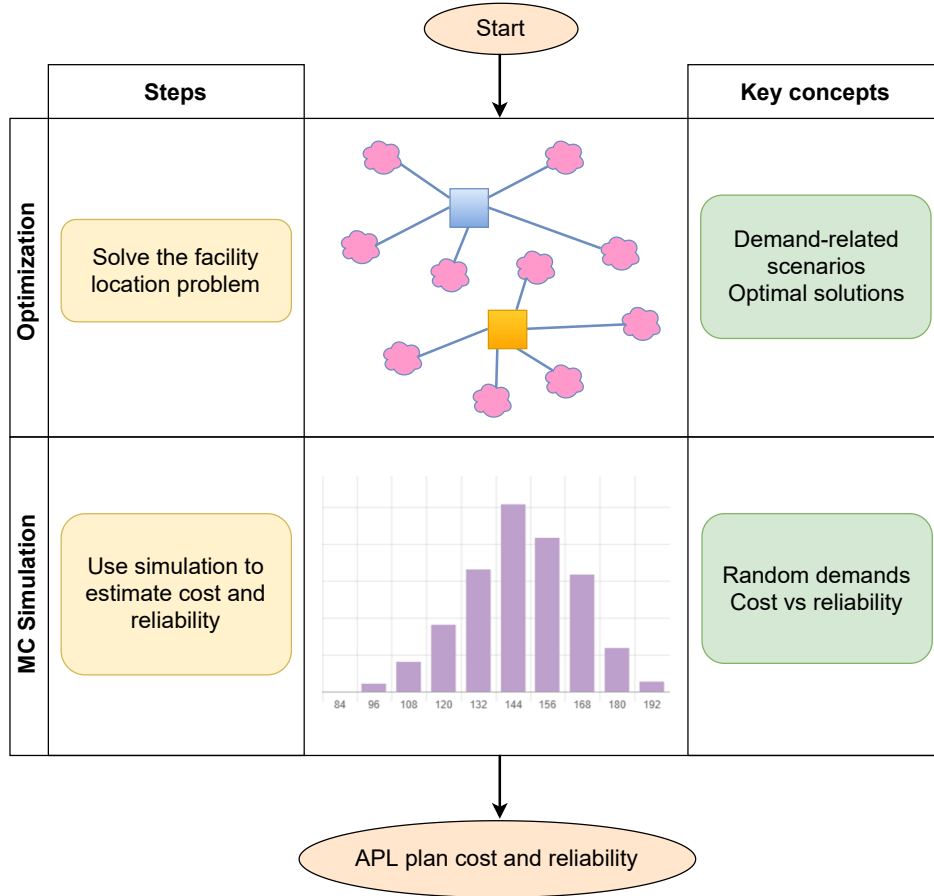 Start
Steps
Key concepts
Optimization
Solve the facility
location problem
Demand-related
scenarios
Optimal solutions
MC Simulation
Use simulation to
estimate cost and
reliability
84 96 108 120 132 144 156 168 180 192
Random demands
Cost vs reliability
APL plan cost and reliability